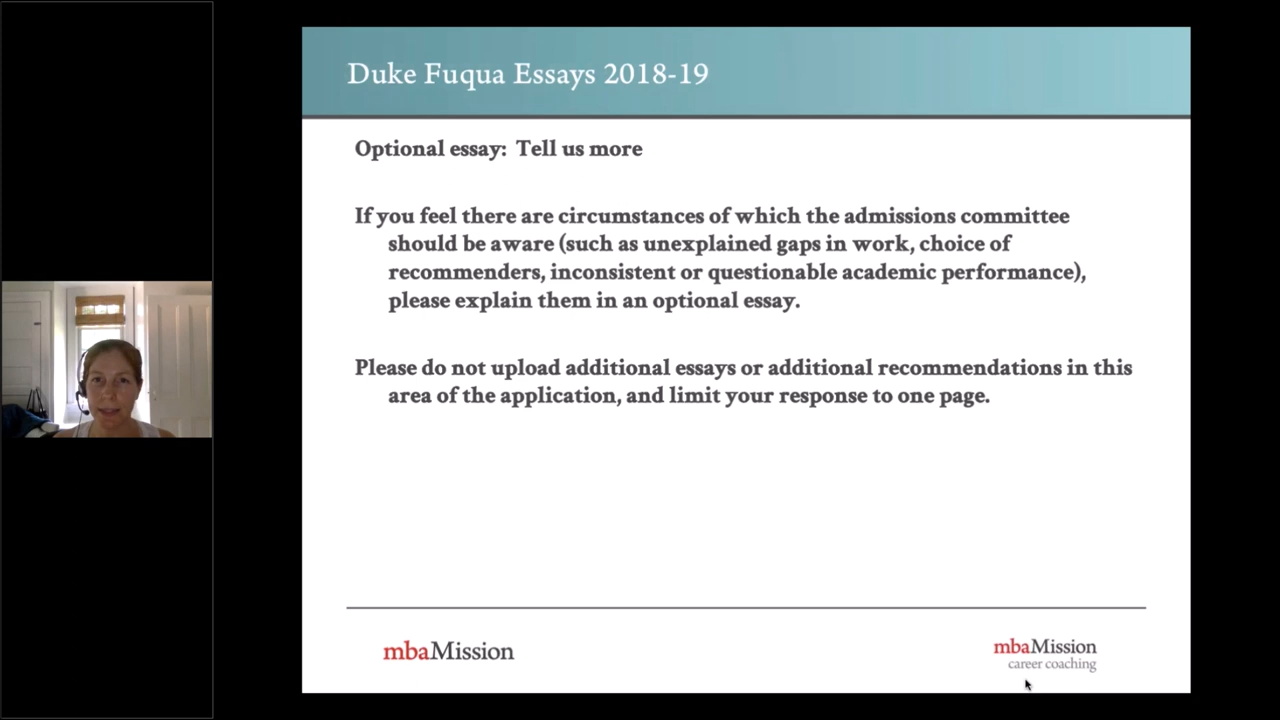 Duke Fuqua Essays 2018-19
Optional essay:  Tell us more
If you feel there are circumstances of which the admissions committee
should be aware (such as unexplained gaps in work, choice of
recommenders, inconsistent or questionable academic performance),
please explain them in an optional essay.
Please do not upload additional essays or additional recommendations in this
area of the application, and limit your response to one page.
mbaMission
mbaMission
career coaching